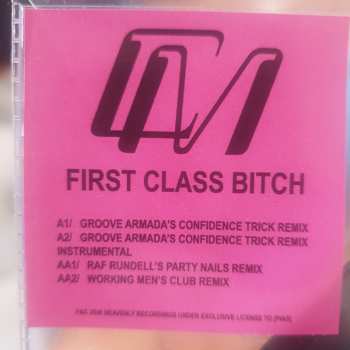 CM
FIRST CLASS BITCH
A1/ GROOVE ARMADA'S CONFIDENCE TRICK REMIX
A2/ GROOVE ARMADA'S CONFIDENCE TRICK REMIX
INSTRUMENTAL
AA1/ RAF RUNDELL'S PARTY NAILS REMIX
AA2/ WORKING MEN'S CLUB REMIX
HEAVENLY RECORDINGS UNDER EXCLUSIVE LICENSE TO [PIAS]